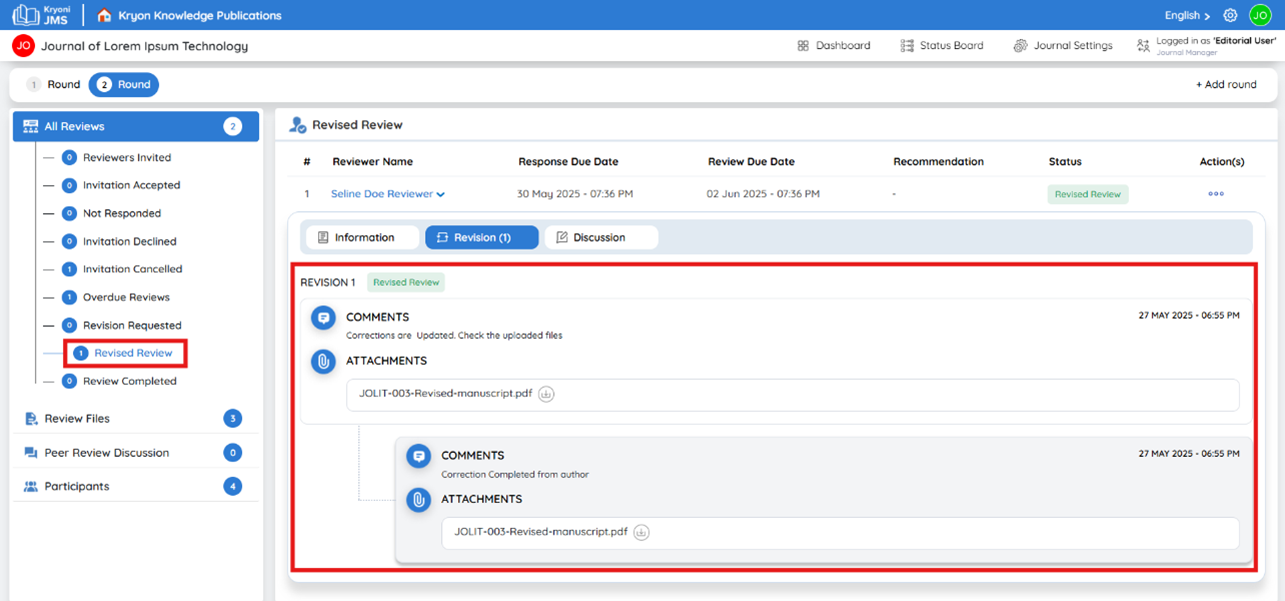 Kryoni
JMS
Kryon Knowledge Publications
English >
JO
JO
Journal of Lorem Ipsum Technology
Dashboard
Status Board
Journal Settings
Logged in as 'Editorial User'
Journal Manager
1 Round
2 Round
+ Add round
All Reviews 2
0 Reviewers Invited
0 Invitation Accepted
0 Not Responded
0 Invitation Declined
1 Invitation Cancelled
1 Overdue Reviews
0 Revision Requested
1 Revised Review
0 Review Completed
Review Files 3
Peer Review Discussion 0
Participants 4
Revised Review
# Reviewer Name Response Due Date Review Due Date Recommendation Status Action(s)
1 Seline Doe Reviewer 30 May 2025 - 07:36 PM 02 Jun 2025 - 07:36 PM - Revised Review
Information
Revision (1)
Discussion
REVISION 1 Revised Review
COMMENTS 27 MAY 2025 - 06:55 PM
Corrections are Updated. Check the uploaded files
ATTACHMENTS
JOLIT-003-Revised-manuscript.pdf
COMMENTS 27 MAY 2025 - 06:55 PM
Correction Completed from author
ATTACHMENTS
JOLIT-003-Revised-manuscript.pdf